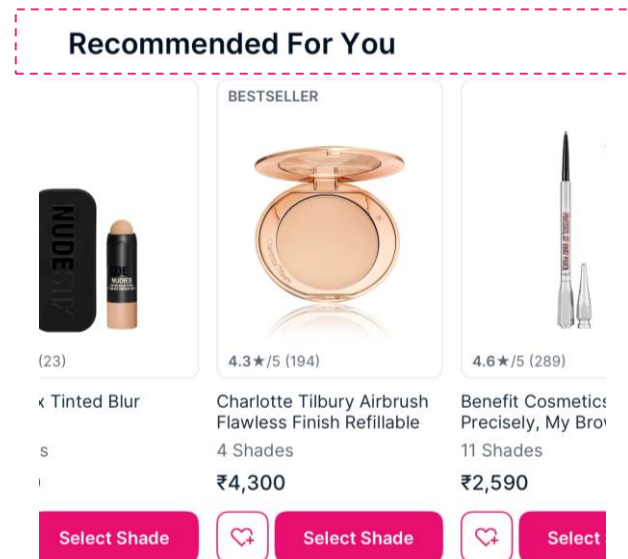 Recommended For You
BESTSELLER
NUDESTIX
NUDIES
(23)
4.3★/5 (194)
4.6★/5 (289)
x Tinted Blur
Charlotte Tilbury Airbrush
Flawless Finish Refillable
Benefit Cosmetics
Precisely, My Brow
s
4 Shades
11 Shades
₹4,300
₹2,590
Select Shade
Select Shade
Select